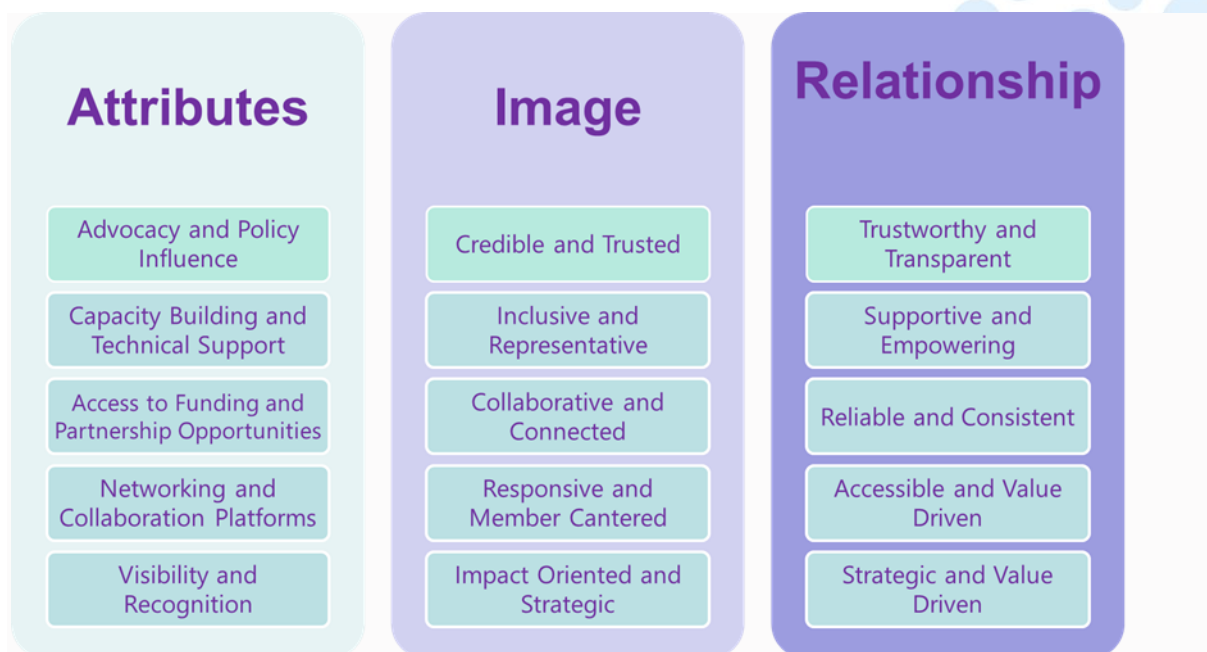 Attributes
Advocacy and Policy
Influence
Capacity Building and
Technical Support
Access to Funding and
Partnership Opportunities
Networking and
Collaboration Platforms
Visibility and
Recognition
Image
Credible and Trusted
Inclusive and
Representative
Collaborative and
Connected
Responsive and
Member Cantered
Impact Oriented and
Strategic
Relationship
Trustworthy and
Transparent
Supportive and
Empowering
Reliable and Consistent
Accessible and Value
Driven
Strategic and Value
Driven